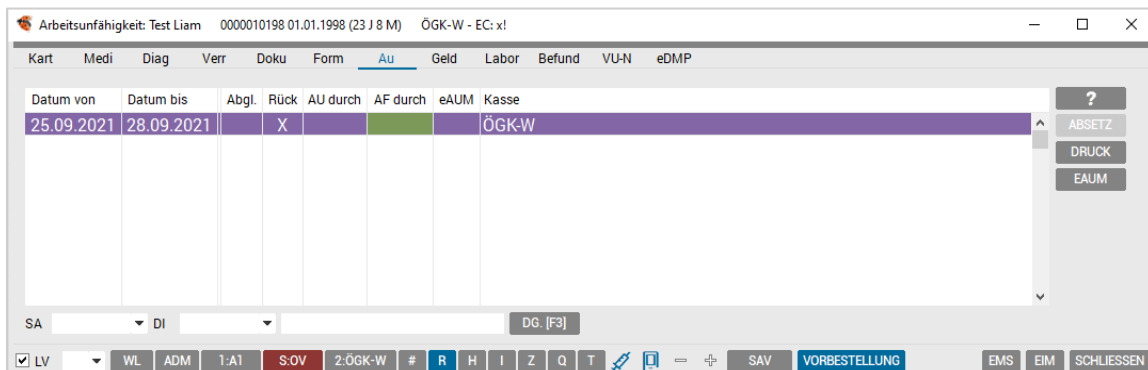 Arbeitsunfähigkeit: Test Liam 0000010198 01.01.1998 (23 J 8 M) ÖGK-W - EC: x!
Kart Medi Diag Verr Doku Form Au Geld Labor Befund VU-N eDMP
Datum von Datum bis Abgl. Rück AU durch AF durch eAUM Kasse
?
25.09.2021 28.09.2021 X ÖGK-W
ABSETZ
DRUCK
EAUM
SA DI DG. [F3]
LV WL ADM 1:A1 S:OV 2:ÖGK-W # R H I Z Q T SAV VORBESTELLUNG EMS EIM SCHLIESSEN